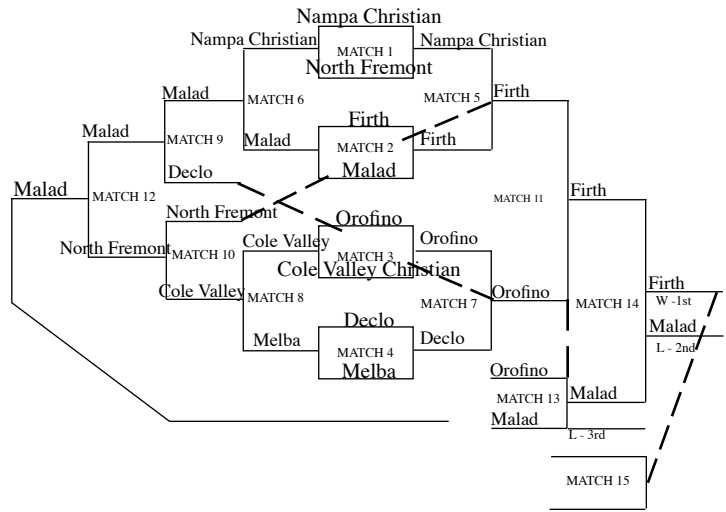 Nampa Christian
Nampa Christian
MATCH 1
Nampa Christian
North Fremont
Malad
MATCH 6
MATCH 5
Firth
Firth
Malad
MATCH 9
Malad
MATCH 2
Firth
Declo
Malad
Malad
MATCH 12
MATCH 11
Firth
North Fremont
Orofino
North Fremont
MATCH 10
Cole Valley
MATCH 3
Orofino
Cole Valley Christian
Cole Valley
MATCH 8
MATCH 7
Orofino
MATCH 14
Firth
W -1st
Declo
Malad
Melba
MATCH 4
Declo
L - 2nd
Melba
Orofino
MATCH 13
Malad
Malad
L - 3rd
MATCH 15